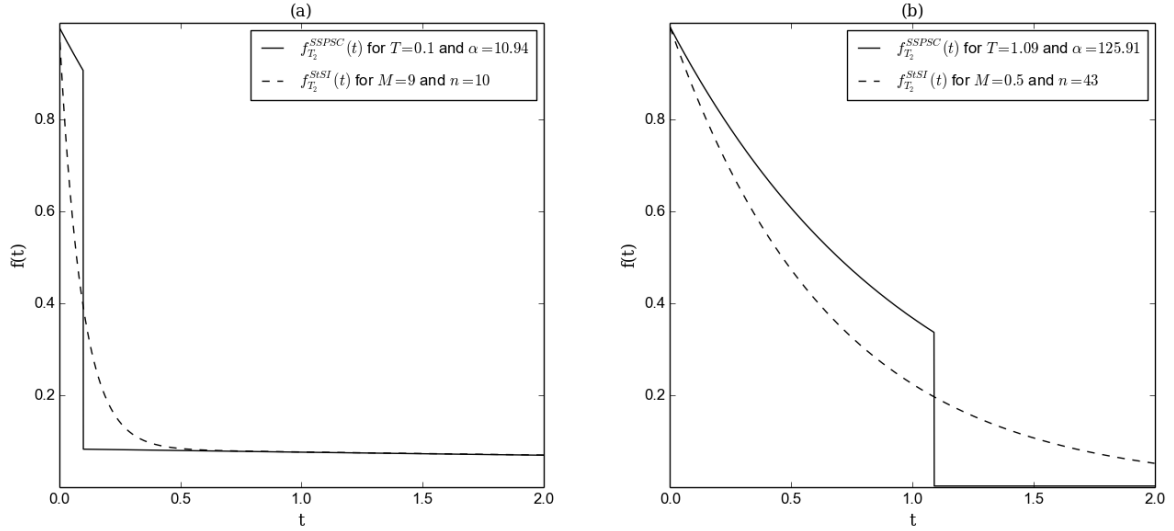 (a)
f_{T_2}^{SSPSC}(t) for T=0.1 and α=10.94
f_{T_2}^{StSI}(t) for M=9 and n=10
f(t)
0.8
0.6
0.4
0.2
0.0 0.5 1.0 1.5 2.0
t
(b)
f_{T_2}^{SSPSC}(t) for T=1.09 and α=125.91
f_{T_2}^{StSI}(t) for M=0.5 and n=43
f(t)
0.8
0.6
0.4
0.2
0.0 0.5 1.0 1.5 2.0
t